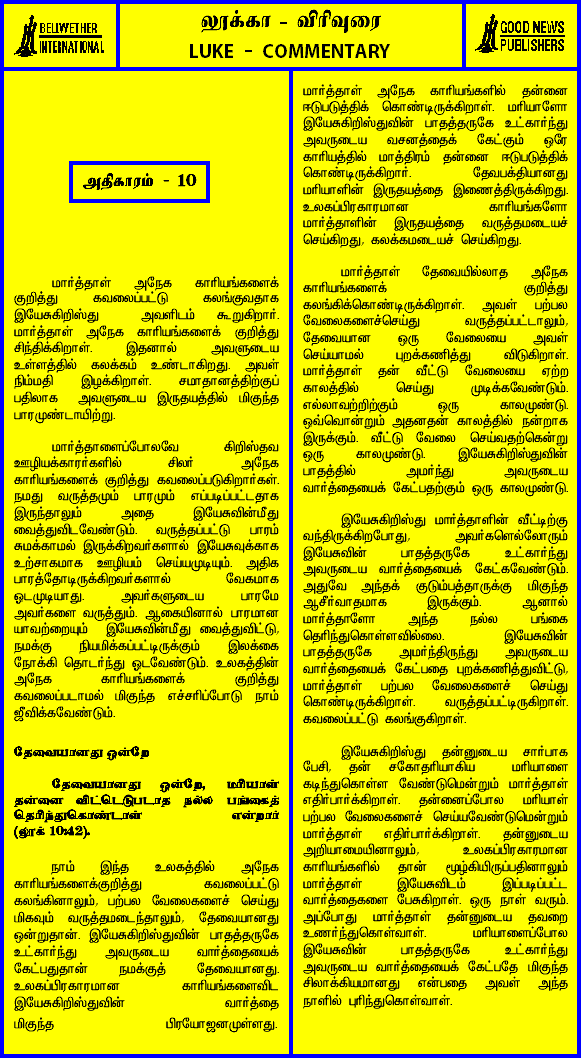 BELWETHER
INTERNATIONAL
லூக்கா - விரிவுரை
LUKE - COMMENTARY
GOOD NEWS
PUBLISHERS
அதிகாரம் - 10
மார்த்தாள் அநேக காரியங்களைக்
குறித்து கவலைப்பட்டு கலங்குவதாக
இயேசுகிறிஸ்து அவளிடம் கூறுகிறார்.
மார்த்தாள் அநேக காரியங்களைக் குறித்து
சிந்திக்கிறாள். இதனால் அவளுடைய
உள்ளத்தில் கலக்கம் உண்டாகிறது. அவள்
நிம்மதி இழக்கிறாள். சமாதானத்திற்குப்
பதிலாக அவளுடைய இருதயத்தில் மிகுந்த
பாரமுண்டாயிற்று.
மார்த்தாளைப்போலவே கிறிஸ்தவ
ஊழியக்காரர்களில் சிலர் அநேக
காரியங்களைக் குறித்து கவலைப்படுகிறார்கள்.
நமது வருத்தமும் பாரமும் எப்படிப்பட்டதாக
இருந்தாலும் அதை இயேசுவின்மீது
வைத்துவிடவேண்டும். வருத்தப்பட்டு பாரம்
சுமக்காமல் இருக்கிறவர்களால் இயேசுவுக்காக
உற்சாகமாக ஊழியம் செய்யமுடியும். அதிக
பாரத்தோடிருக்கிறவர்களால் வேகமாக
ஓடமுடியாது. அவர்களுடைய பாரமே
அவர்களை வருத்தும். ஆகையினால் பாரமான
யாவற்றையும் இயேசுவின்மீது வைத்துவிட்டு,
நமக்கு நியமிக்கப்பட்டிருக்கும் இலக்கை
நோக்கி தொடர்ந்து ஓடவேண்டும். உலகத்தின்
அநேக காரியங்களைக் குறித்து
கவலைப்படாமல் மிகுந்த எச்சரிப்போடு நாம்
ஜீவிக்கவேண்டும்.
தேவையானது ஒன்றே
தேவையானது ஒன்றே, மரியாள்
தன்னை விட்டெடுபடாத நல்ல பங்கைத்
தெரிந்துகொண்டாள் என்றார்
(லூக் 10:42).
நாம் இந்த உலகத்தில் அநேக
காரியங்களைக்குறித்து கவலைப்பட்டு
கலங்கினாலும், பற்பல வேலைகளைச் செய்து
மிகவும் வருத்தமடைந்தாலும், தேவையானது
ஒன்றுதான். இயேசுகிறிஸ்துவின் பாதத்தருகே
உட்கார்ந்து அவருடைய வார்த்தையைக்
கேட்பதுதான் நமக்குத் தேவையானது.
உலகப்பிரகாரமான காரியங்களைவிட
இயேசுகிறிஸ்துவின் வார்த்தை
மிகுந்த பிரயோஜனமுள்ளது.
மார்த்தாள் அநேக காரியங்களில் தன்னை
ஈடுபடுத்திக் கொண்டிருக்கிறாள். மரியாளோ
இயேசுகிறிஸ்துவின் பாதத்தருகே உட்கார்ந்து
அவருடைய வசனத்தைக் கேட்கும் ஒரே
காரியத்தில் மாத்திரம் தன்னை ஈடுபடுத்திக்
கொண்டிருக்கிறார். தேவபக்தியானது
மரியாளின் இருதயத்தை இணைத்திருக்கிறது.
உலகப்பிரகாரமான காரியங்களோ
மார்த்தாளின் இருதயத்தை வருத்தமடையச்
செய்கிறது, கலக்கமடையச் செய்கிறது.
மார்த்தாள் தேவையில்லாத அநேக
காரியங்களைக் குறித்து
கலங்கிக்கொண்டிருக்கிறாள். அவள் பற்பல
வேலைகளைச்செய்து வருத்தப்பட்டாலும்,
தேவையான ஒரு வேலையை அவள்
செய்யாமல் புறக்கணித்து விடுகிறாள்.
மார்த்தாள் தன் வீட்டு வேலையை ஏற்ற
காலத்தில் செய்து முடிக்கவேண்டும்.
எல்லாவற்றிற்கும் ஒரு காலமுண்டு.
ஒவ்வொன்றும் அதனதன் காலத்தில் நன்றாக
இருக்கும். வீட்டு வேலை செய்வதற்கென்று
ஒரு காலமுண்டு. இயேசுகிறிஸ்துவின்
பாதத்தில் அமர்ந்து அவருடைய
வார்த்தையைக் கேட்பதற்கும் ஒரு காலமுண்டு.
இயேசுகிறிஸ்து மார்த்தாளின் வீட்டிற்கு
வந்திருக்கிறபோது, அவர்களெல்லோரும்
இயேசுவின் பாதத்தருகே உட்கார்ந்து
அவருடைய வார்த்தையைக் கேட்கவேண்டும்.
அதுவே அந்தக் குடும்பத்தாருக்கு மிகுந்த
ஆசீர்வாதமாக இருக்கும். ஆனால்
மார்த்தாளோ அந்த நல்ல பங்கை
தெரிந்துகொள்ளவில்லை. இயேசுவின்
பாதத்தருகே அமர்ந்திருந்து அவருடைய
வார்த்தையைக் கேட்பதை புறக்கணித்துவிட்டு,
மார்த்தாள் பற்பல வேலைகளைச் செய்து
கொண்டிருக்கிறாள். வருத்தப்பட்டிருகிறாள்.
கவலைப்பட்டு கலங்குகிறாள்.
இயேசுகிறிஸ்து தன்னுடைய சார்பாக
பேசி, தன் சகோதரியாகிய மரியாளை
கடிந்துகொள்ள வேண்டுமென்றும் மார்த்தாள்
எதிர்பார்க்கிறாள். தன்னைப்போல மரியாள்
பற்பல வேலைகளைச் செய்யவேண்டுமென்றும்
மார்த்தாள் எதிர்பார்க்கிறாள். தன்னுடைய
அறியாமையினாலும், உலகப்பிரகாரமான
காரியங்களில் தான் மூழ்கியிருப்பதினாலும்
மார்த்தாள் இயேசுவிடம் இப்படிப்பட்ட
வார்த்தைகளை பேசுகிறாள். ஒரு நாள் வரும்.
அப்போது மார்த்தாள் தன்னுடைய தவறை
உணர்ந்துகொள்வாள். மரியாளைப்போல
இயேசுவின் பாதத்தருகே உட்கார்ந்து
அவருடைய வார்த்தையைக் கேட்பதே மிகுந்த
சிலாக்கியமானது என்பதை அவள் அந்த
நாளில் புரிந்துகொள்வாள்.